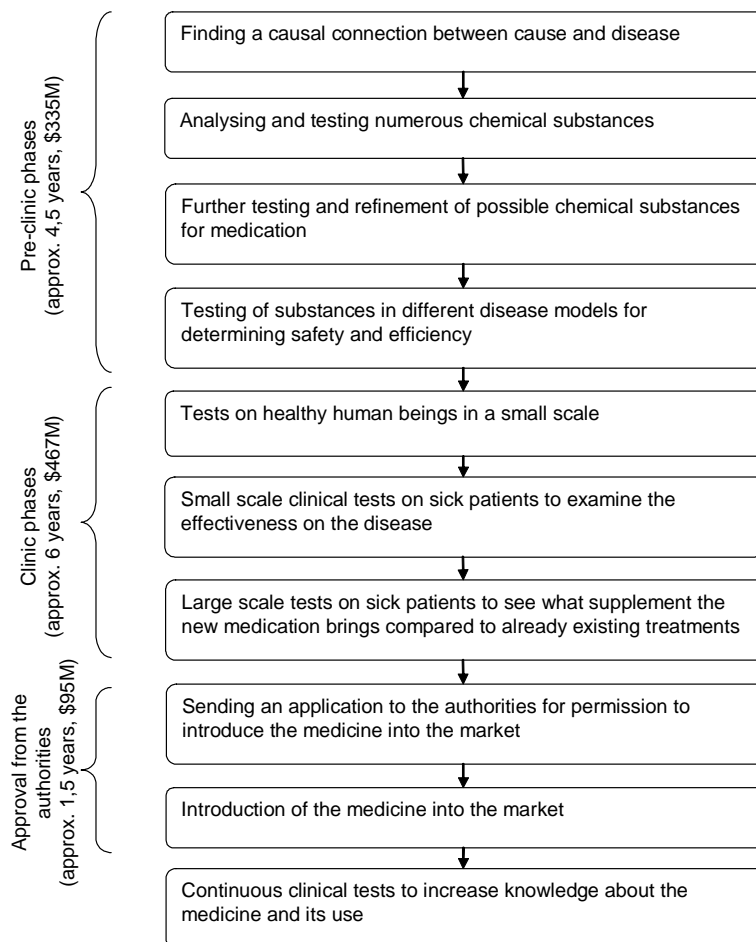 Finding a causal connection between cause and disease
Analysing and testing numerous chemical substances
Further testing and refinement of possible chemical substances
for medication
Testing of substances in different disease models for
determining safety and efficiency
Pre-clinic phases
(approx. 4,5 years, $335M)
Tests on healthy human beings in a small scale
Small scale clinical tests on sick patients to examine the
effectiveness on the disease
Large scale tests on sick patients to see what supplement the
new medication brings compared to already existing treatments
Clinic phases
(approx. 6 years, $467M)
Sending an application to the authorities for permission to
introduce the medicine into the market
Introduction of the medicine into the market
Approval from the
authorities
(approx. 1,5 years, $95M)
Continuous clinical tests to increase knowledge about the
medicine and its use